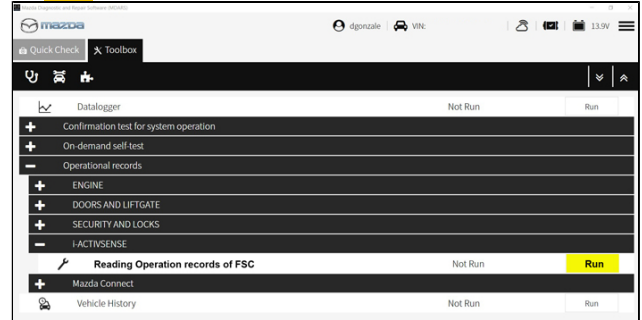 Mazda Diagnostic and Repair Software (MDARS)
mazda dgonzale VIN: 13.9V
Quick Check Toolbox
Datalogger Not Run Run
Confirmation test for system operation
On-demand self-test
Operational records
ENGINE
DOORS AND LIFTGATE
SECURITY AND LOCKS
i-ACTIVSENSE
Reading Operation records of FSC Not Run Run
Mazda Connect
Vehicle History Not Run Run